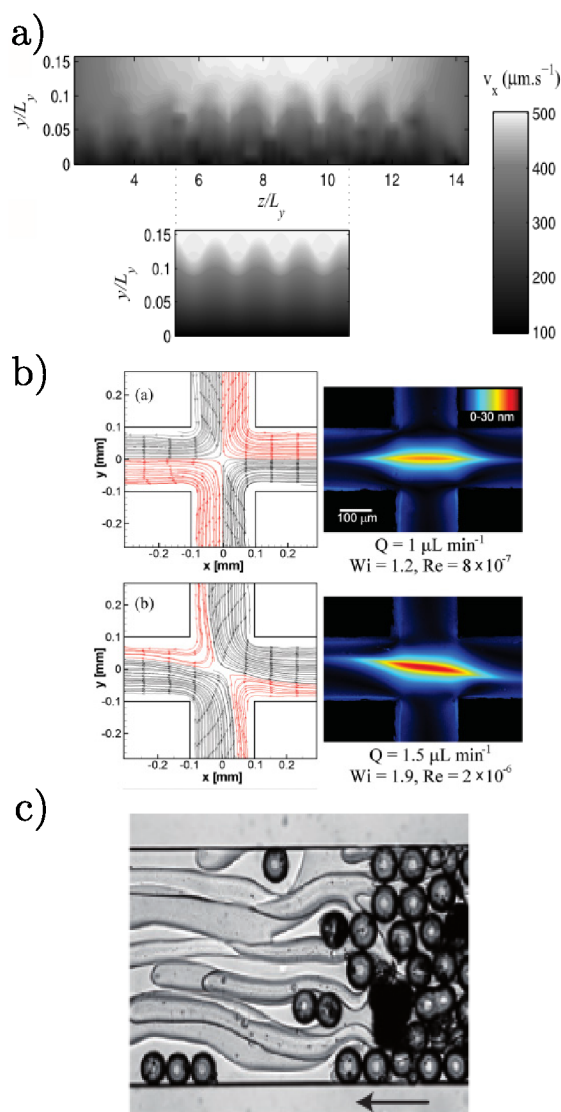 a)
v_x (μm.s⁻¹)
y/L_y
0.15
0.1
0.05
0
4 6 8 10 12 14
z/L_y
y/L_y
0.15
0.1
0.05
0
500
400
300
200
100
b)
(a)
y [mm]
0.2
0.1
0
-0.1
-0.2
-0.2 -0.1 0 0.1 0.2
x [mm]
0-30 nm
100 μm
Q = 1 μL min⁻¹
Wi = 1.2, Re = 8 × 10⁻⁷
(b)
y [mm]
0.2
0.1
0
-0.1
-0.2
-0.2 -0.1 0 0.1 0.2
x [mm]
Q = 1.5 μL min⁻¹
Wi = 1.9, Re = 2 × 10⁻⁶
c)